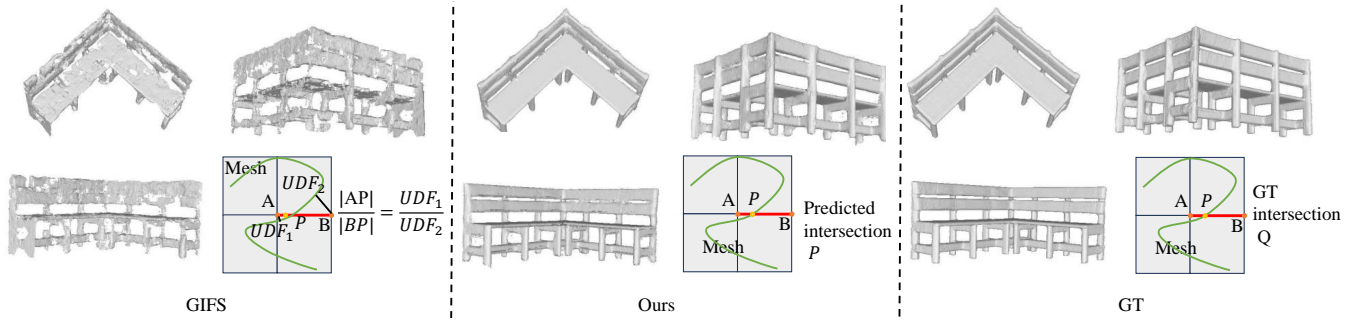 Mesh
UDF₂
A
P
B
UDF₁
|AP| / |BP| = UDF₁ / UDF₂
GIFS
A
P
B
Mesh
Predicted
intersection
P
Ours
A
P
B
Mesh
GT
intersection
Q
GT